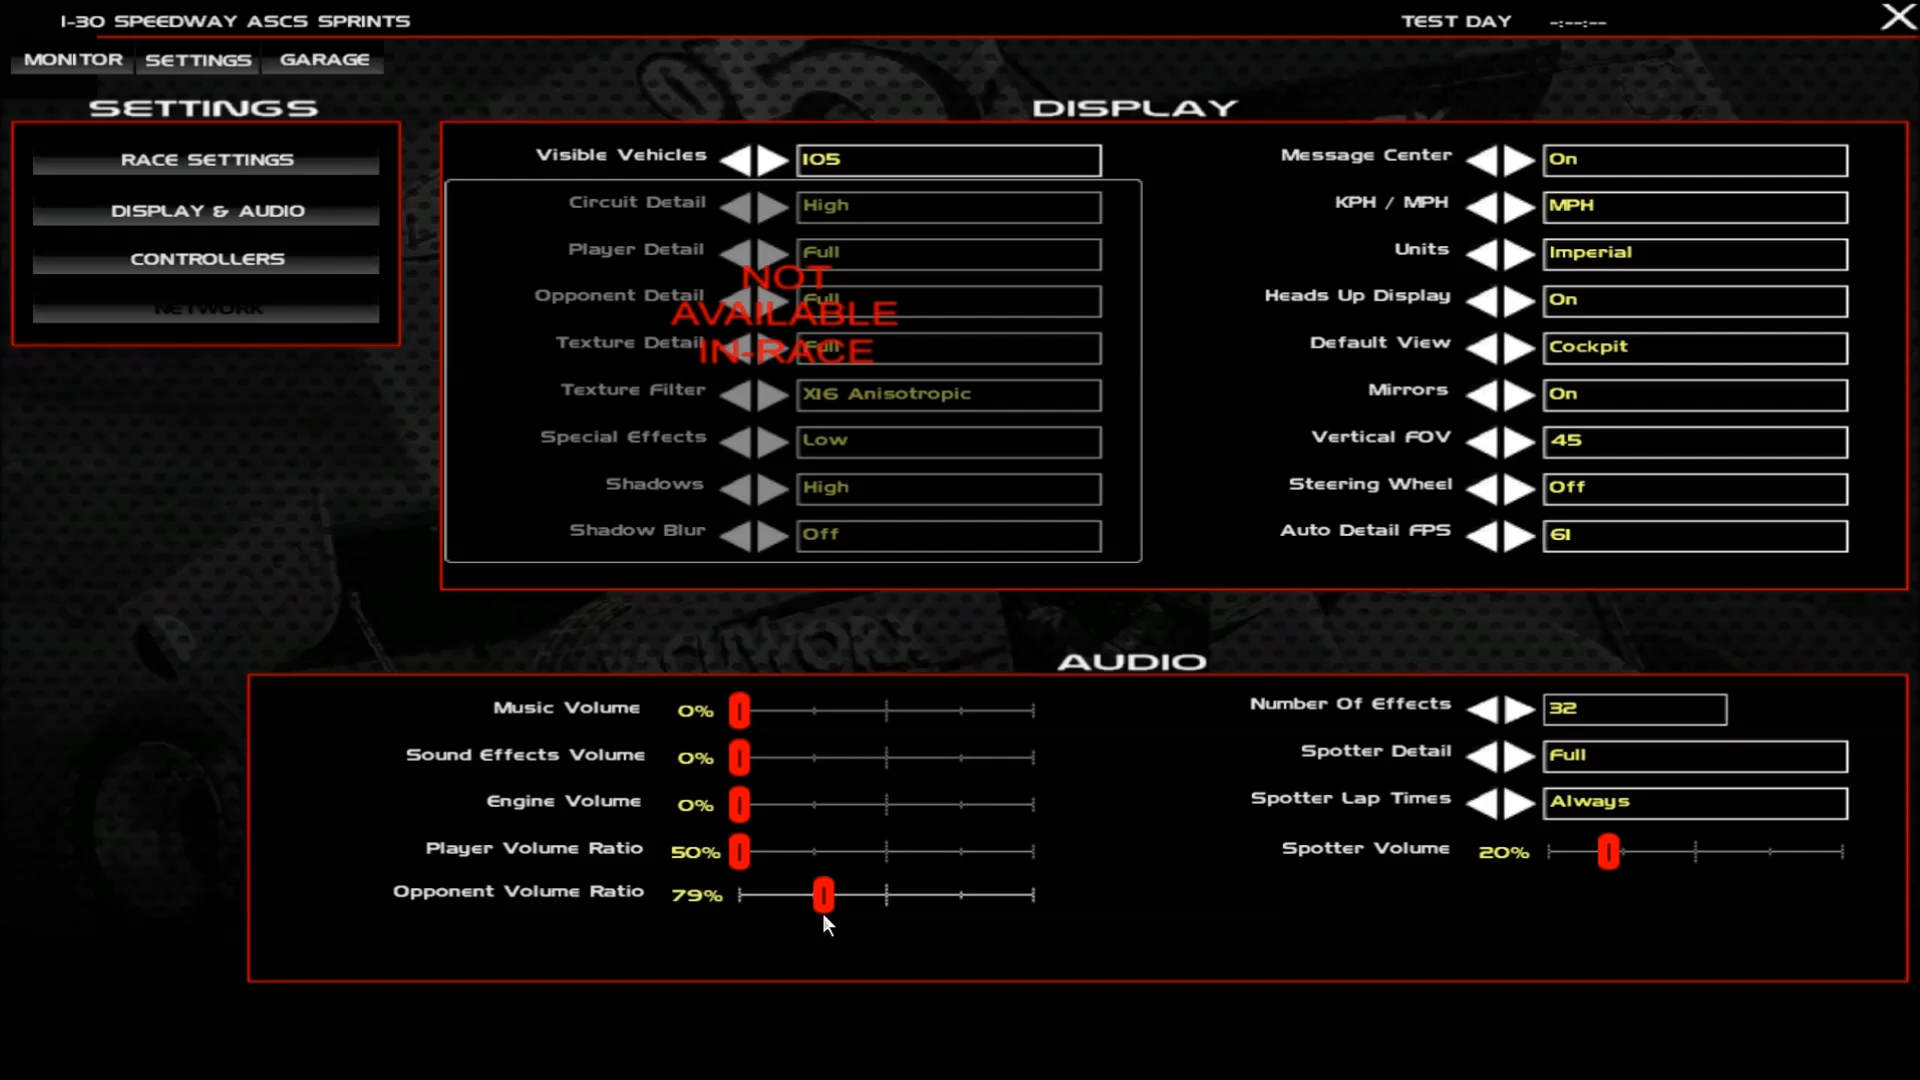 I-30 SPEEDWAY ASCS SPRINTS
TEST DAY -:--:--
MONITOR SETTINGS GARAGE
SETTINGS
RACE SETTINGS
DISPLAY & AUDIO
CONTROLLERS
NETWORK
DISPLAY
Visible Vehicles 105
Circuit Detail High
Player Detail Full
Opponent Detail Full
Texture Detail Full
Texture Filter X16 Anisotropic
Special Effects Low
Shadows High
Shadow Blur Off
NOT
AVAILABLE
IN-RACE
Message Center On
KPH / MPH MPH
Units Imperial
Heads Up Display On
Default View Cockpit
Mirrors On
Vertical FOV 45
Steering Wheel Off
Auto Detail FPS 61
AUDIO
Music Volume 0%
Sound Effects Volume 0%
Engine Volume 0%
Player Volume Ratio 50%
Opponent Volume Ratio 79%
Number Of Effects 32
Spotter Detail Full
Spotter Lap Times Always
Spotter Volume 20%